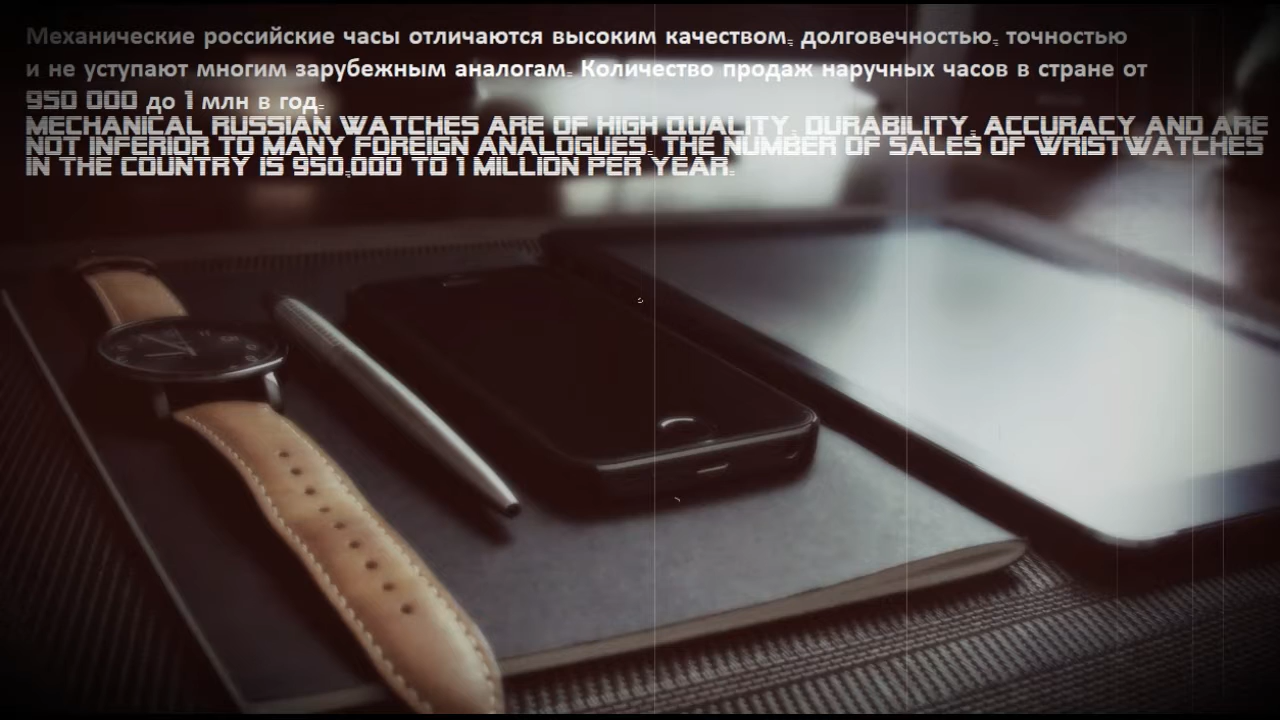 Механические российские часы отличаются высоким качеством, долговечностью, точностью
и не уступают многим зарубежным аналогам. Количество продаж наручных часов в стране от
950 000 до 1 млн в год.
MECHANICAL RUSSIAN WATCHES ARE OF HIGH QUALITY, DURABILITY, ACCURACY AND ARE
NOT INFERIOR TO MANY FOREIGN ANALOGUES. THE NUMBER OF SALES OF WRISTWATCHES
IN THE COUNTRY IS 950,000 TO 1 MILLION PER YEAR.